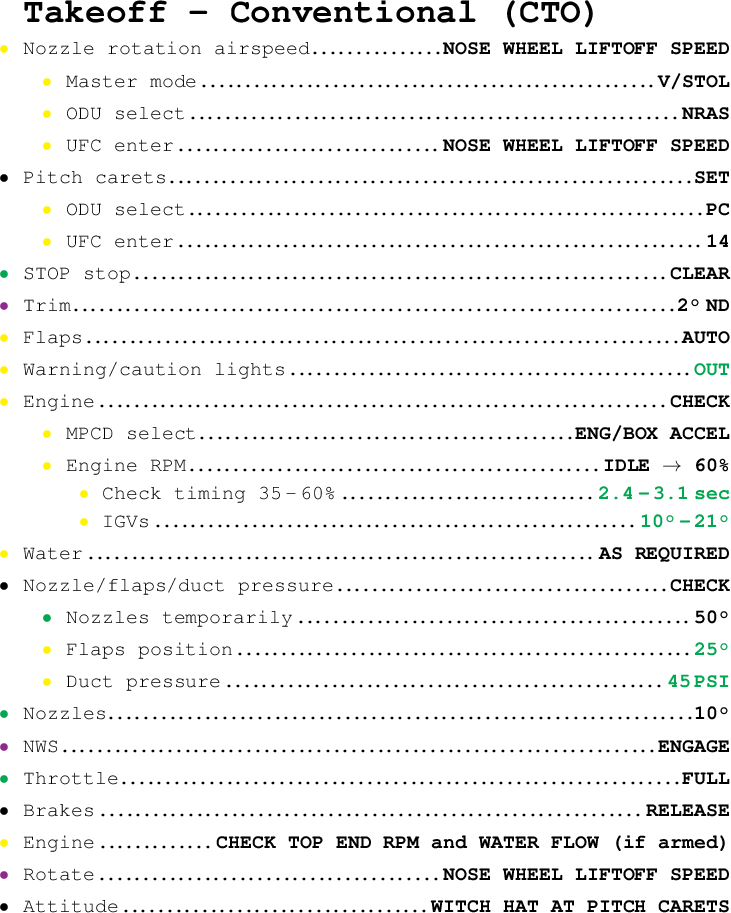 Takeoff – Conventional (CTO)
• Nozzle rotation airspeed...............NOSE WHEEL LIFTOFF SPEED
• Master mode....................................................V/STOL
• ODU select........................................................NRAS
• UFC enter..............................NOSE WHEEL LIFTOFF SPEED
• Pitch carets............................................................SET
• ODU select...........................................................PC
• UFC enter............................................................14
• STOP stop.............................................................CLEAR
• Trim.....................................................................2° ND
• Flaps....................................................................AUTO
• Warning/caution lights..............................................OUT
• Engine.................................................................CHECK
• MPCD select...........................................ENG/BOX ACCEL
• Engine RPM...............................................IDLE → 60%
• Check timing 35–60%.............................2.4–3.1 sec
• IGVs.......................................................10°–21°
• Water..........................................................AS REQUIRED
• Nozzle/flaps/duct pressure......................................CHECK
• Nozzles temporarily.............................................50°
• Flaps position....................................................25°
• Duct pressure..................................................45 PSI
• Nozzles...................................................................10°
• NWS....................................................................ENGAGE
• Throttle................................................................FULL
• Brakes..............................................................RELEASE
• Engine.............CHECK TOP END RPM and WATER FLOW (if armed)
• Rotate.......................................NOSE WHEEL LIFTOFF SPEED
• Attitude...................................WITCH HAT AT PITCH CARETS